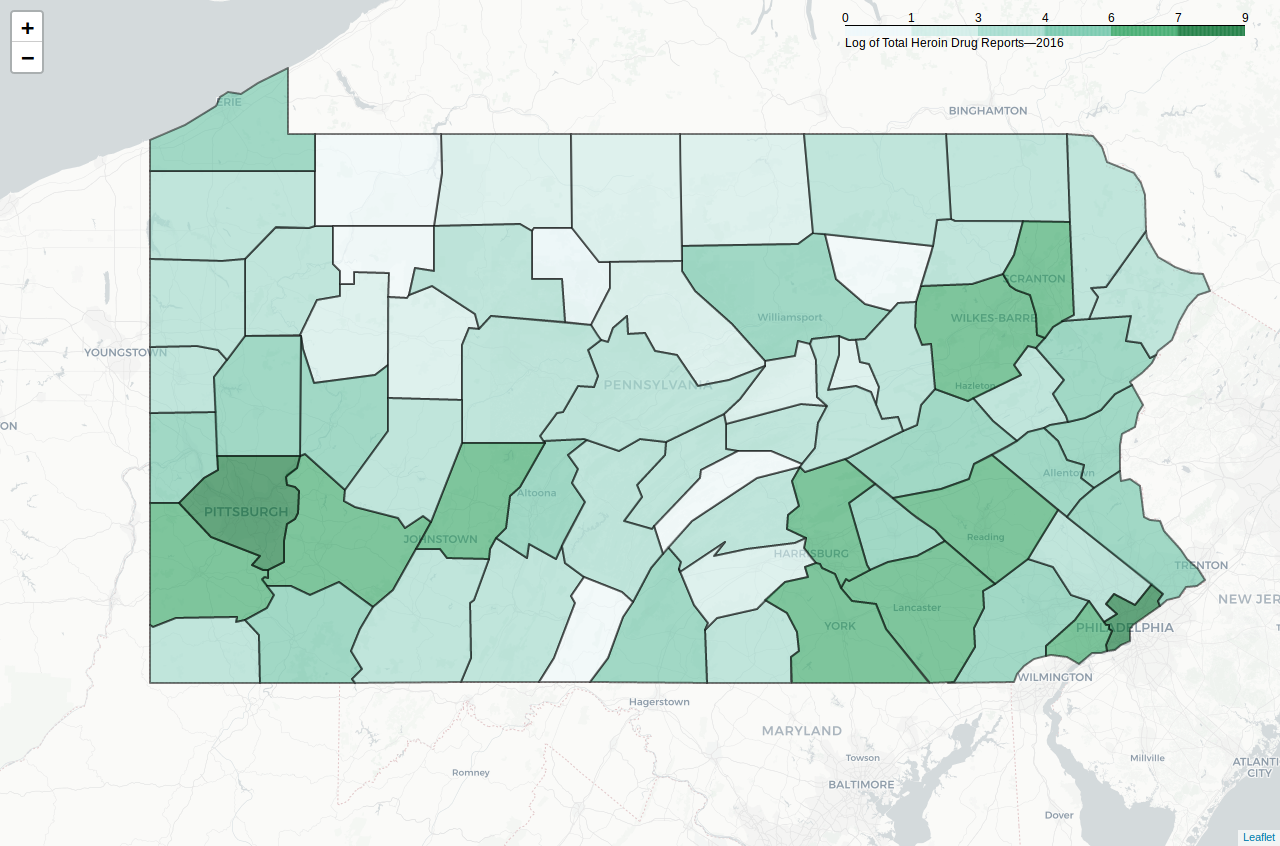 +
−
0 1 3 4 6 7 9
Log of Total Heroin Drug Reports—2016
ERIE
BINGHAMTON
SCRANTON
Williamsport
WILKES-BARRE
YOUNGSTOWN
PENNSYLVANIA
Hazleton
ON
Allentown
Altoona
PITTSBURGH
JOHNSTOWN
Reading
HARRISBURG
TRENTON
NEW JER
Lancaster
YORK
PHILADELPHIA
T
WILMINGTON
Hagerstown
MARYLAND
Towson
Millville
ATLANTI
CITY
Romney
BALTIMORE
Dover
Leaflet